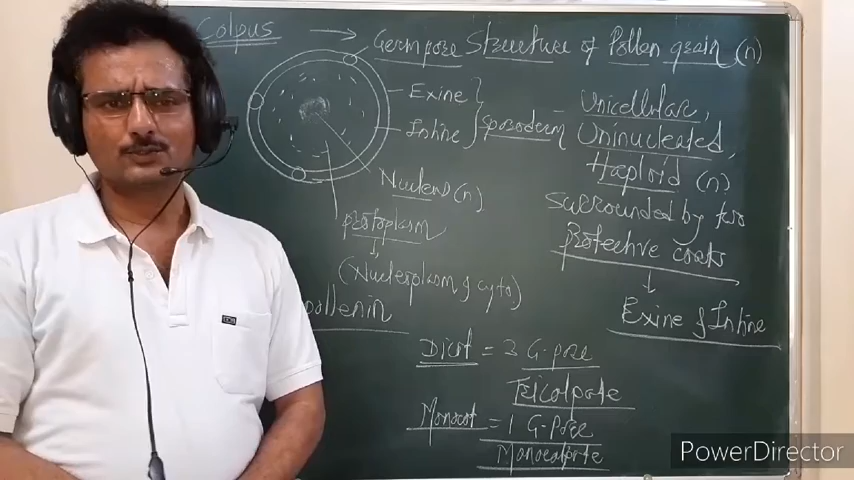 Colpus → Germpore Structure of Pollen grain (n)
Exine
Intine
Sporoderm
Unicellular,
Uninucleated,
Haploid (n)
Surrounded by two
Protective coats
Exine & Intine
Nucleus (n)
Protoplasm
(Nucleoplasm & cyto)
pollenin
Dicot = 3 G. pore
Tricolpate
Monocot = 1 G. Pore
Monocolpate
PowerDirector